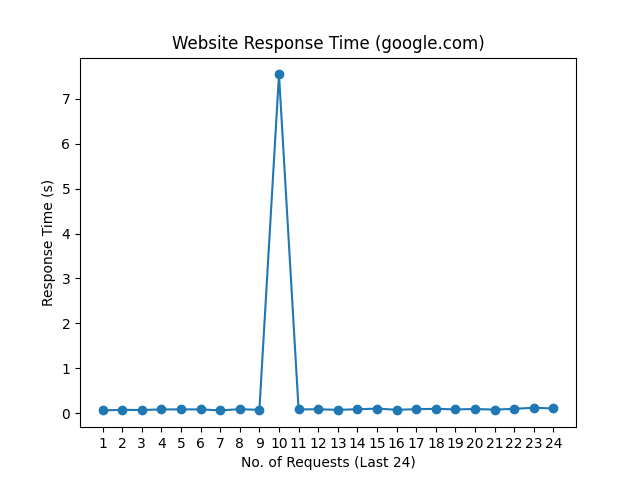 Website Response Time (google.com)
Response Time (s)
7
6
5
4
3
2
1
0
1 2 3 4 5 6 7 8 9 10 11 12 13 14 15 16 17 18 19 20 21 22 23 24
No. of Requests (Last 24)